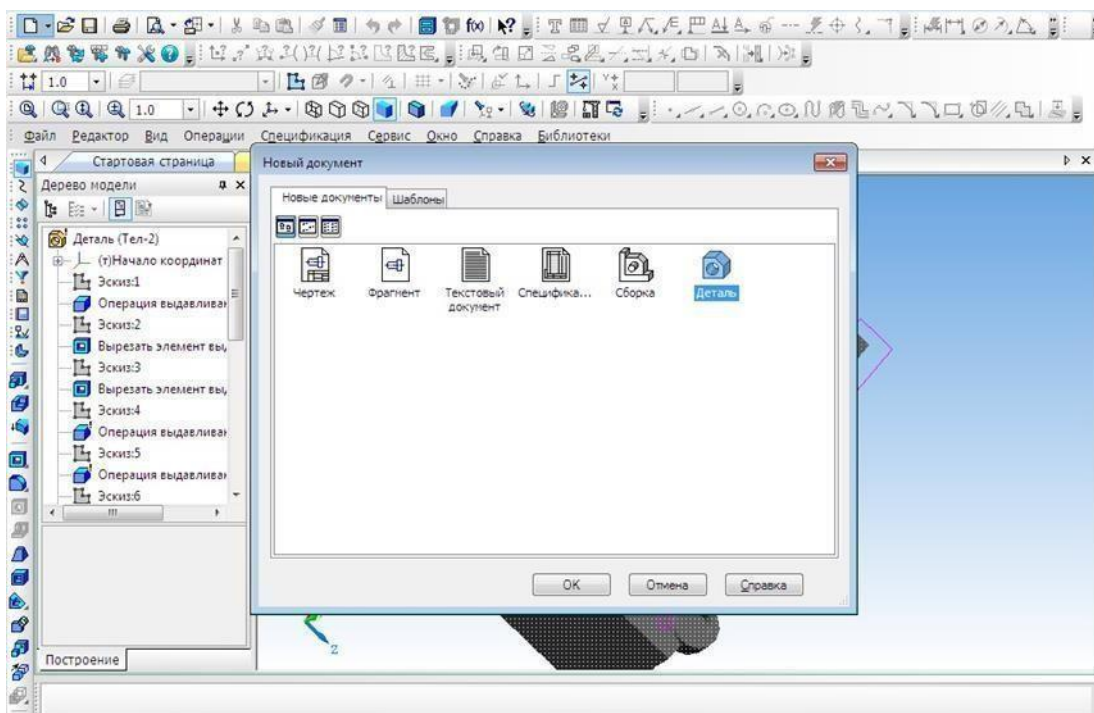 f(x)
1.0
1.0
Файл Редактор Вид Операции Спецификация Сервис Окно Справка Библиотеки
Стартовая страница
Дерево модели
Деталь (Тел-2)
(т)Начало координат
Эскиз:1
Операция выдавливан
Эскиз:2
Вырезать элемент выд
Эскиз:3
Вырезать элемент выд
Эскиз:4
Операция выдавливан
Эскиз:5
Операция выдавливан
Эскиз:6
Построение
Новый документ
Новые документы Шаблоны
Чертеж Фрагмент Текстовый документ Специфика... Сборка Деталь
OK Отмена Справка
Z